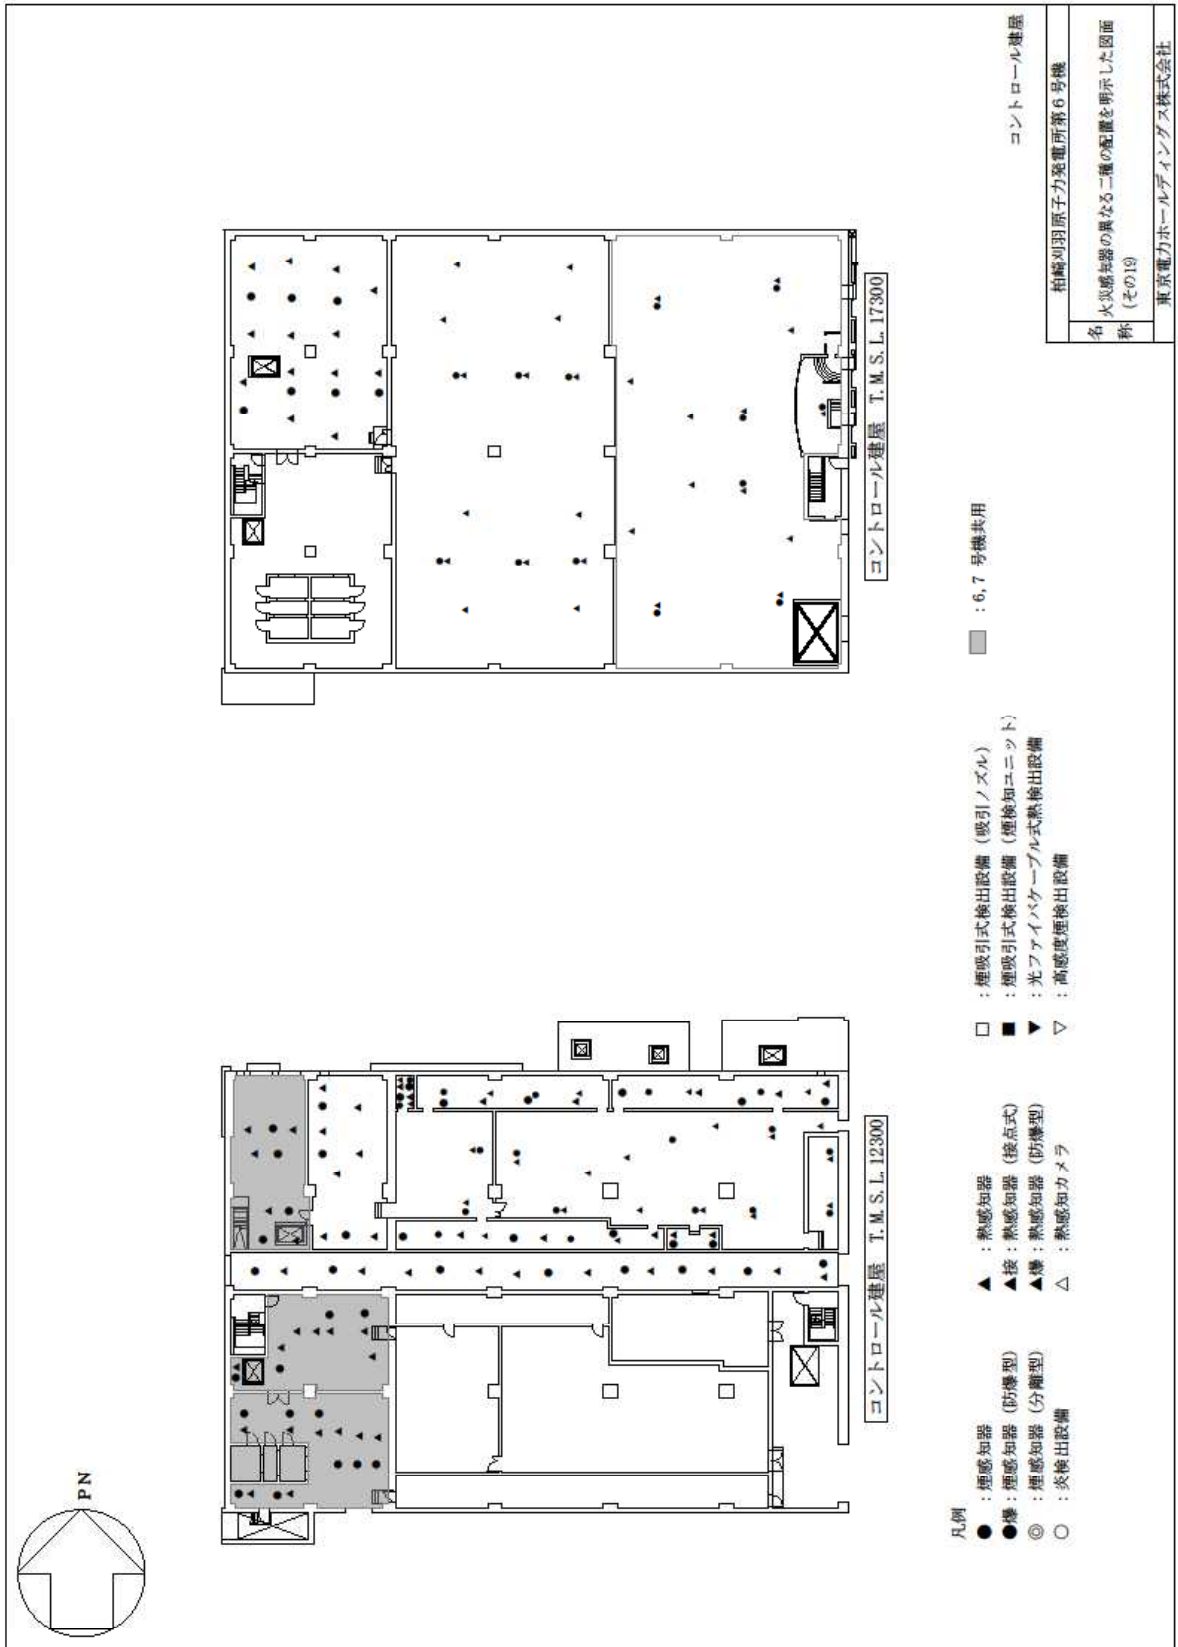 PN
コントロール建屋 T.M.S.L.12300
コントロール建屋 T.M.S.L.17300
凡例
● : 煙感知器
●爆 : 煙感知器 (防爆型)
◎ : 煙感知器 (分離型)
○ : 炎検出設備
▲ : 熱感知器
▲接 : 熱感知器 (接点式)
▲爆 : 熱感知器 (防爆型)
△ : 熱感知カメラ
□ : 煙吸引式検出設備 (吸引ノズル)
■ : 煙吸引式検出設備 (煙検知ユニット)
▼ : 光ファイバケーブル式熱検出設備
▽ : 高感度煙検出設備
: 6,7 号機共用
コントロール建屋
柏崎刈羽原子力発電所第6号機
名称
火災感知器の異なる二種の配置を明示した図面
(その19)
東京電力ホールディングス株式会社